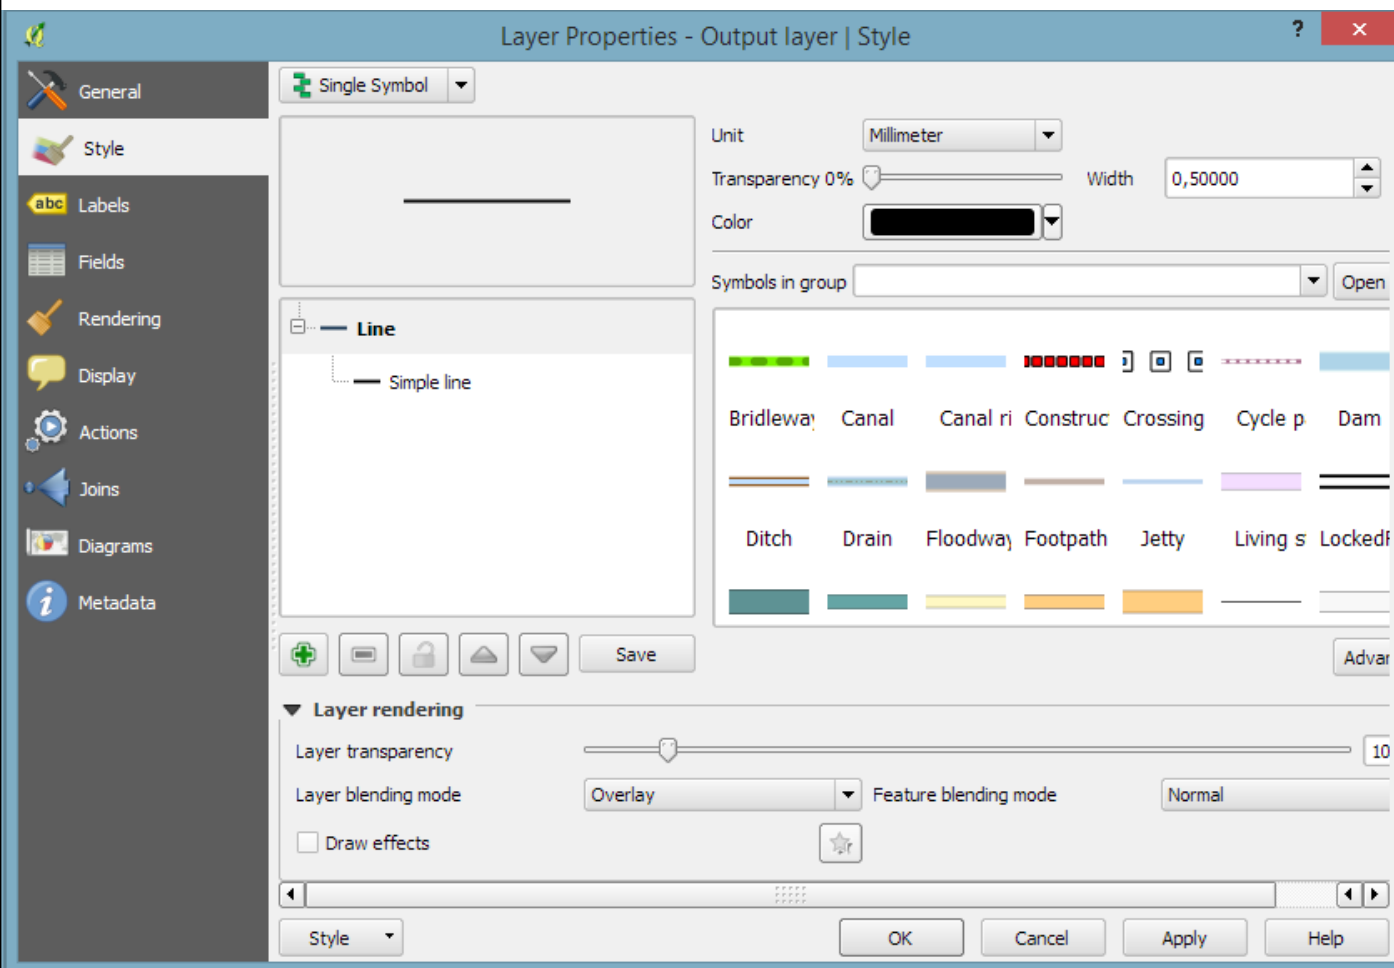 Layer Properties - Output layer | Style
?
General
Style
abc Labels
Fields
Rendering
Display
Actions
Joins
Diagrams
Metadata
Single Symbol
Unit
Millimeter
Transparency 0%
Width
0,50000
Color
Symbols in group
Open
Line
Simple line
Bridleway
Canal
Canal ri
Construc
Crossing
Cycle p
Dam
Ditch
Drain
Floodway
Footpath
Jetty
Living s
Locked
Save
Advar
Layer rendering
Layer transparency
10
Layer blending mode
Overlay
Feature blending mode
Normal
Draw effects
Style
OK
Cancel
Apply
Help